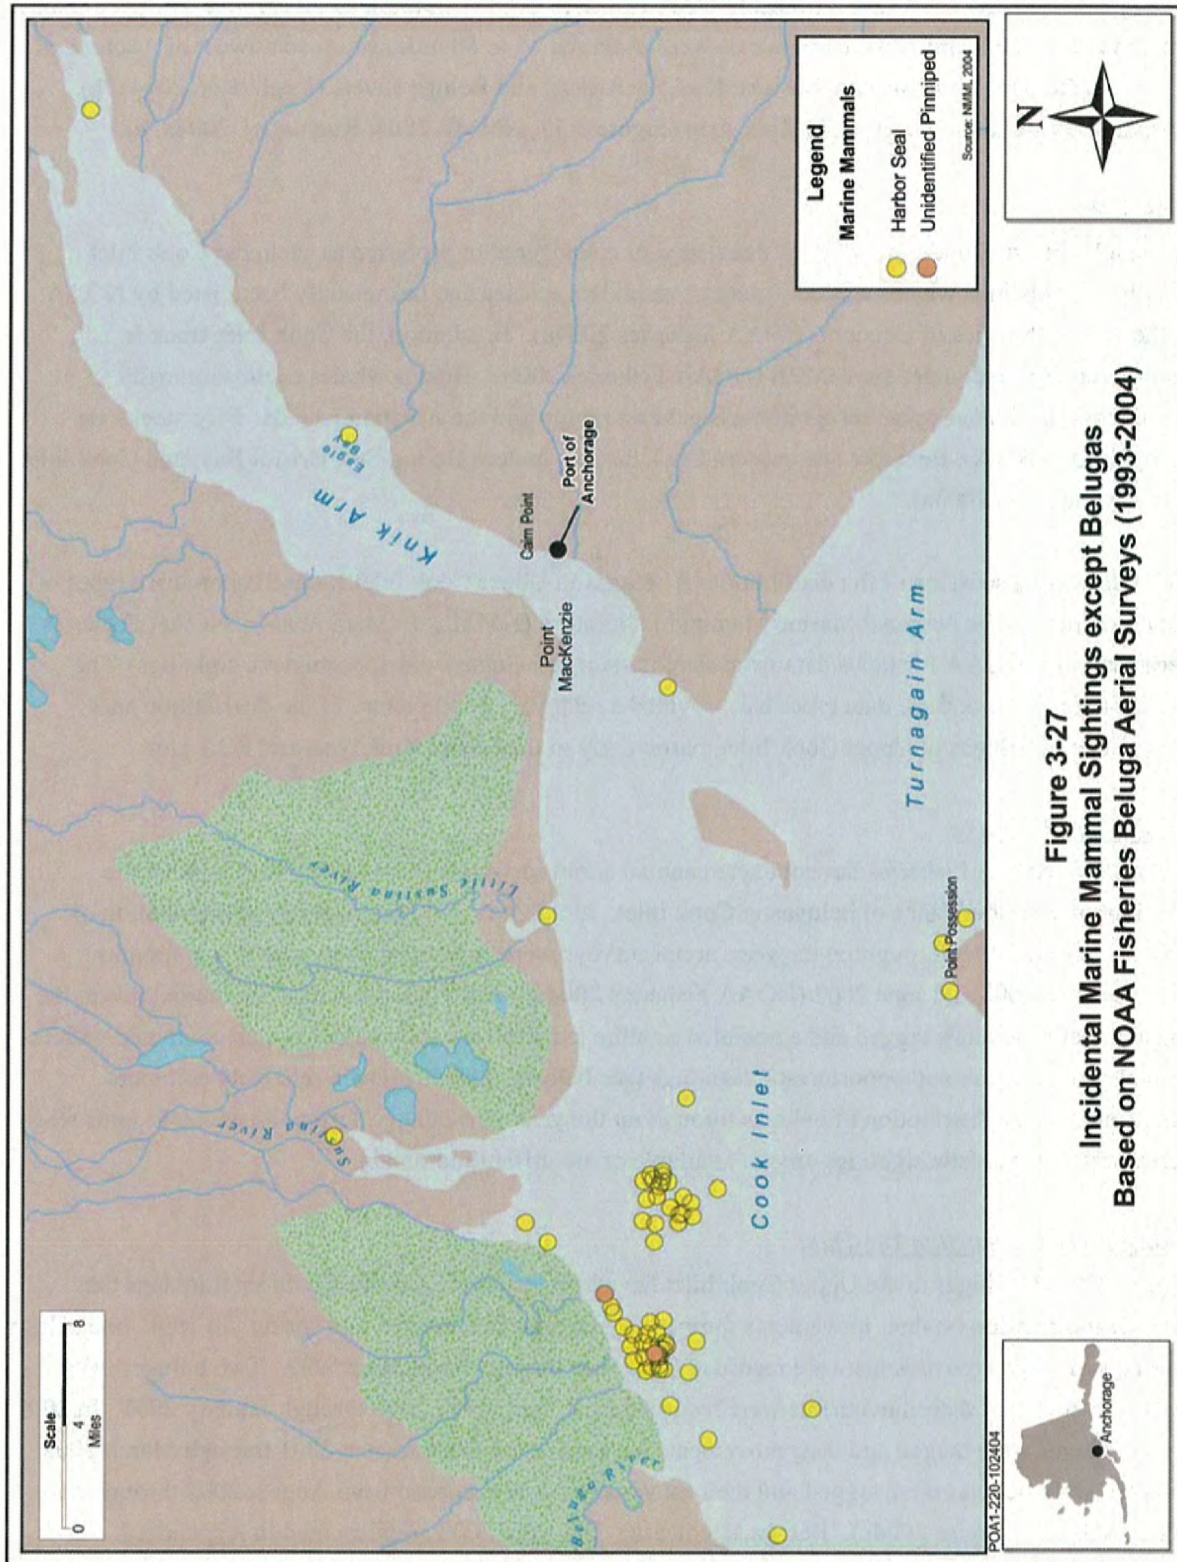 Scale
0 4 8
Miles
Susitna River
Little Susitna River
Beluga River
Knik Arm
Eagle Bay
Cairn Point
Port of
Anchorage
Point
MacKenzie
Turnagain Arm
Cook Inlet
Point Possession
Legend
Marine Mammals
Harbor Seal
Unidentified Pinniped
Source: NMML 2004
N
POA1-220-102404
Anchorage
Figure 3-27
Incidental Marine Mammal Sightings except Belugas
Based on NOAA Fisheries Beluga Aerial Surveys (1993-2004)